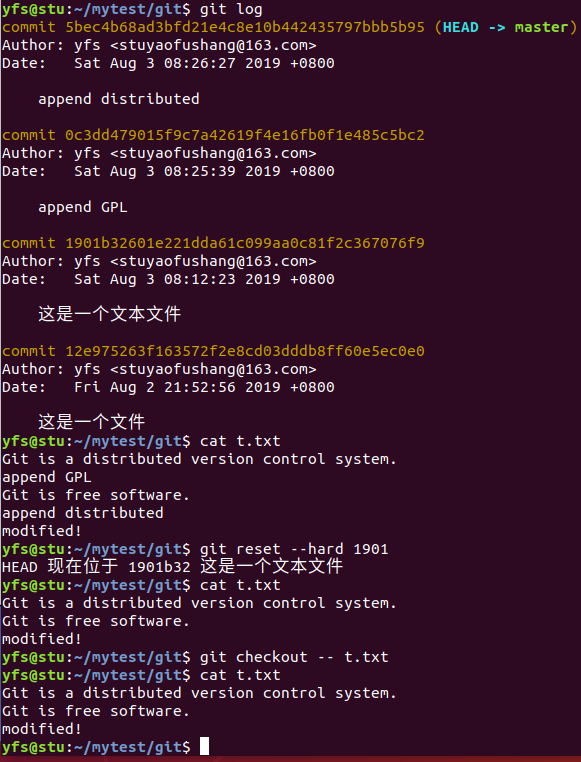 yfs@stu:~/mytest/git$ git log
commit 5bec4b68ad3bfd21e4c8e10b442435797bbb5b95 (HEAD -> master)
Author: yfs <stuyaofushang@163.com>
Date:   Sat Aug 3 08:26:27 2019 +0800
append distributed
commit 0c3dd479015f9c7a42619f4e16fb0f1e485c5bc2
Author: yfs <stuyaofushang@163.com>
Date:   Sat Aug 3 08:25:39 2019 +0800
append GPL
commit 1901b32601e221dda61c099aa0c81f2c367076f9
Author: yfs <stuyaofushang@163.com>
Date:   Sat Aug 3 08:12:23 2019 +0800
这是一个文本文件
commit 12e975263f163572f2e8cd03dddb8ff60e5ec0e0
Author: yfs <stuyaofushang@163.com>
Date:   Fri Aug 2 21:52:56 2019 +0800
这是一个文件
yfs@stu:~/mytest/git$ cat t.txt
Git is a distributed version control system.
append GPL
Git is free software.
append distributed
modified!
yfs@stu:~/mytest/git$ git reset --hard 1901
HEAD 现在位于 1901b32 这是一个文本文件
yfs@stu:~/mytest/git$ cat t.txt
Git is a distributed version control system.
Git is free software.
modified!
yfs@stu:~/mytest/git$ git checkout -- t.txt
yfs@stu:~/mytest/git$ cat t.txt
Git is a distributed version control system.
Git is free software.
modified!
yfs@stu:~/mytest/git$